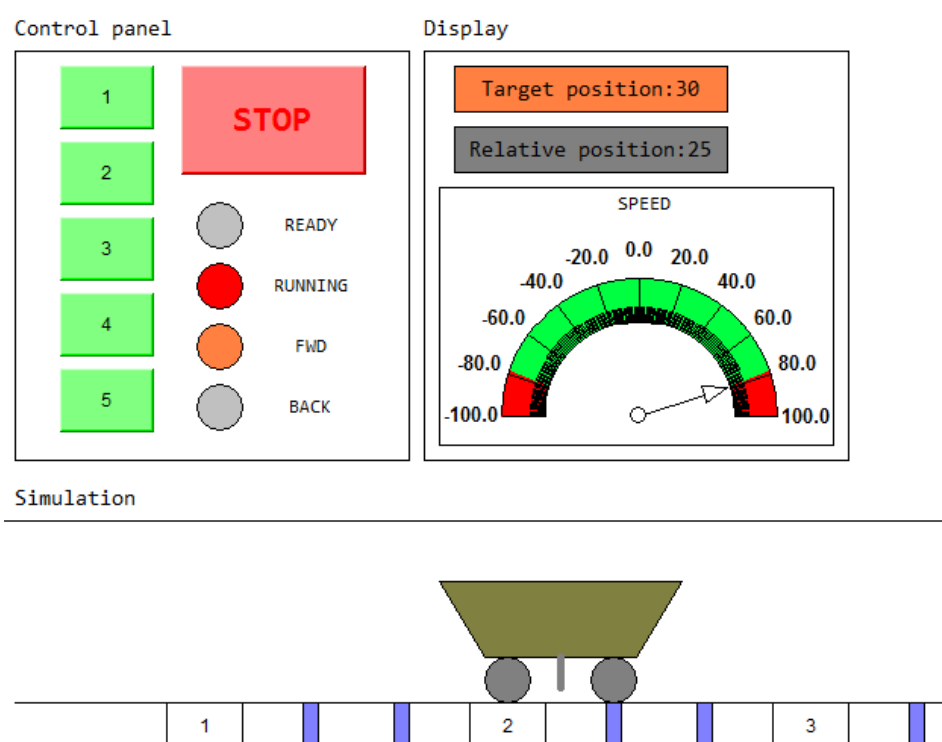 Control panel
1
2
3
4
5
STOP
READY
RUNNING
FWD
BACK
Display
Target position:30
Relative position:25
SPEED
-100.0
-80.0
-60.0
-40.0
-20.0
0.0
20.0
40.0
60.0
80.0
100.0
Simulation
1
2
3